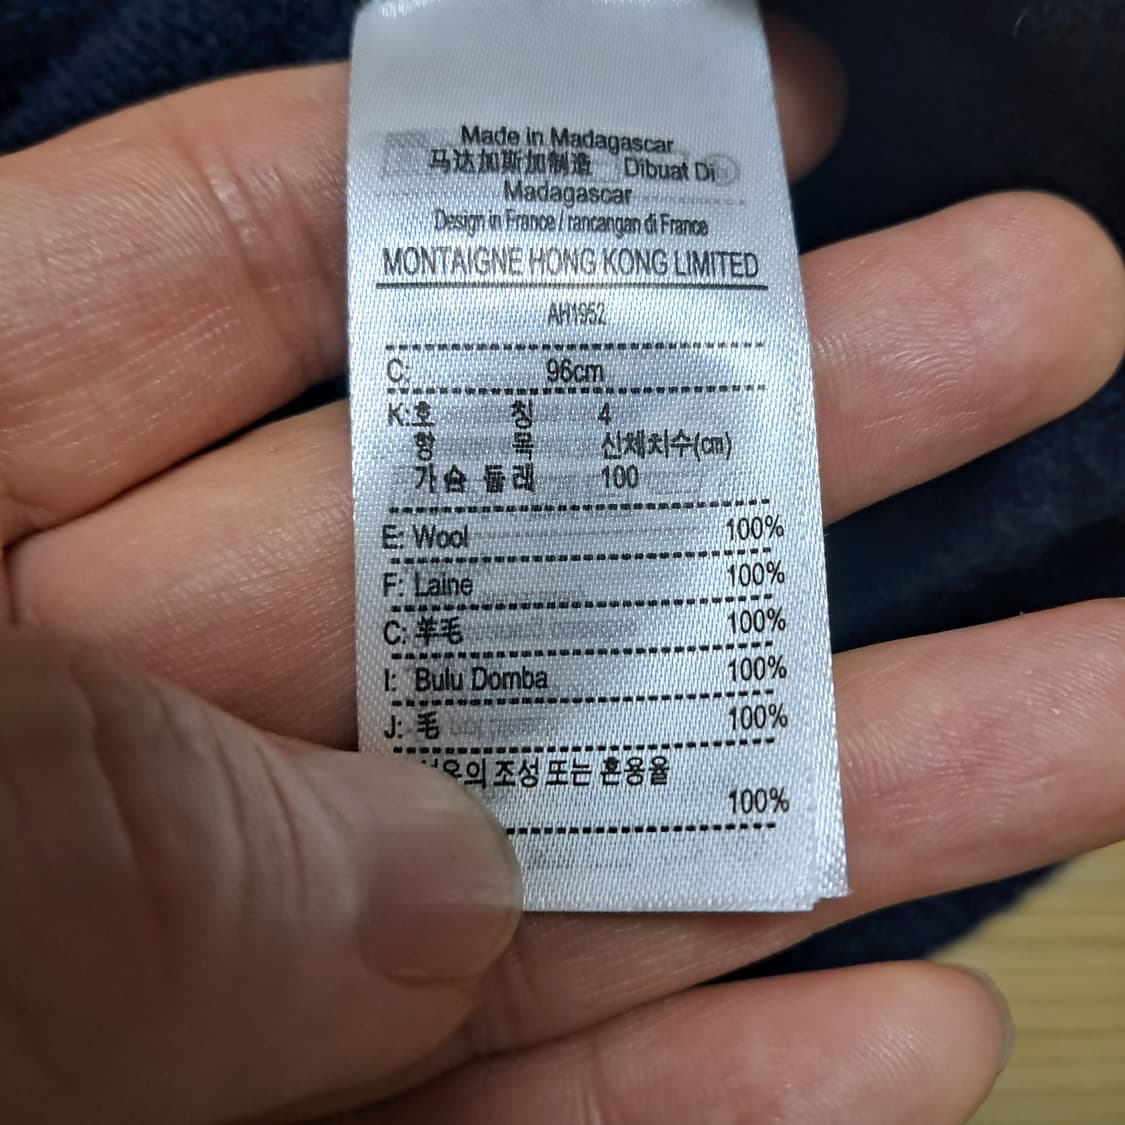 Made in Madagascar
马达加斯加制造 Dibuat Di
Madagascar
Design in France / rancangan di France
MONTAIGNE HONG KONG LIMITED
AH1952
C: 96cm
K:호 칭 4
항 목 신체치수(cm)
가슴 둘레 100
E: Wool 100%
F: Laine 100%
C: 羊毛 100%
I: Bulu Domba 100%
J: 毛 100%
조성 또는 혼용율
100%